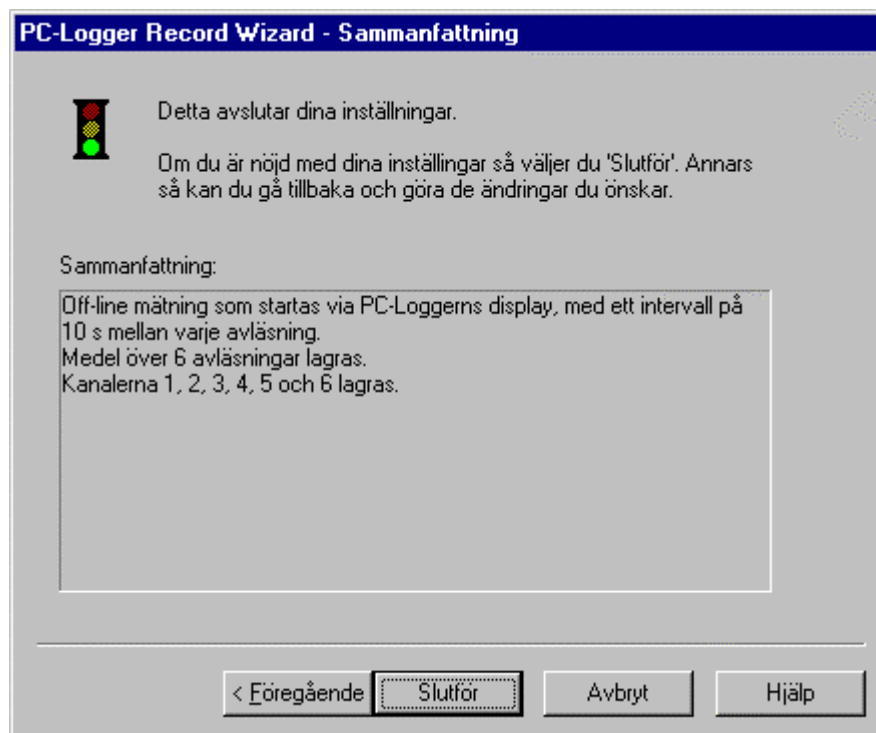 PC-Logger Record Wizard - Sammanfattning
Detta avslutar dina inställningar.
Om du är nöjd med dina inställingar så väljer du 'Slutför'. Annars
så kan du gå tillbaka och göra de ändringar du önskar.
Sammanfattning:
Off-line mätning som startas via PC-Loggerns display, med ett intervall på
10 s mellan varje avläsning.
Medel över 6 avläsningar lagras.
Kanalerna 1, 2, 3, 4, 5 och 6 lagras.
< Föregående
Slutför
Avbryt
Hjälp